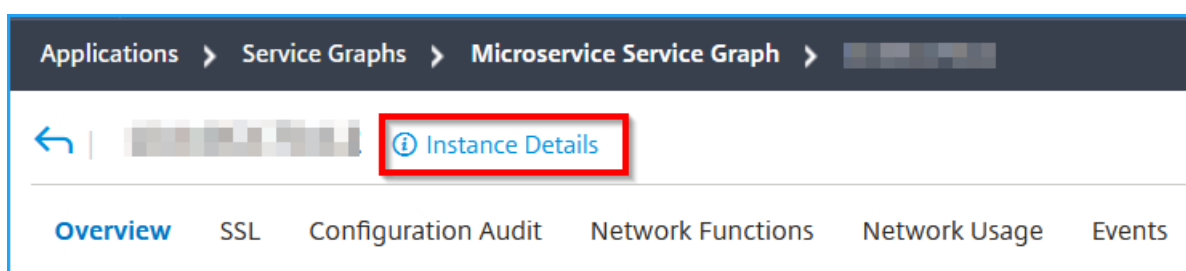 Applications > Service Graphs > Microservice Service Graph >
Instance Details
Overview SSL Configuration Audit Network Functions Network Usage Events